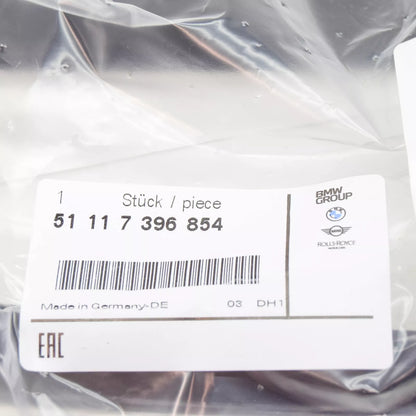 1 Stück / piece
51 11 7 396 854
Made in Germany-DE 03 DH1
EAC
BMW
GROUP
ROLLS-ROYCE